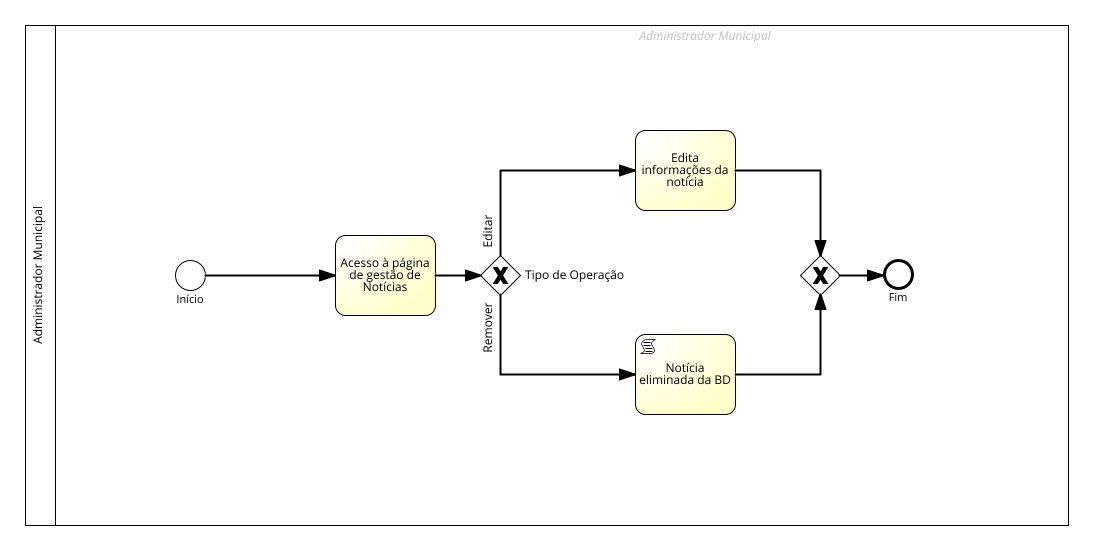 Administrador Municipal
Administrador Municipal
Início
Acesso à página
de gestão de
Notícias
Editar
Remover
Tipo de Operação
Edita
informações da
notícia
Notícia
eliminada da BD
Fim